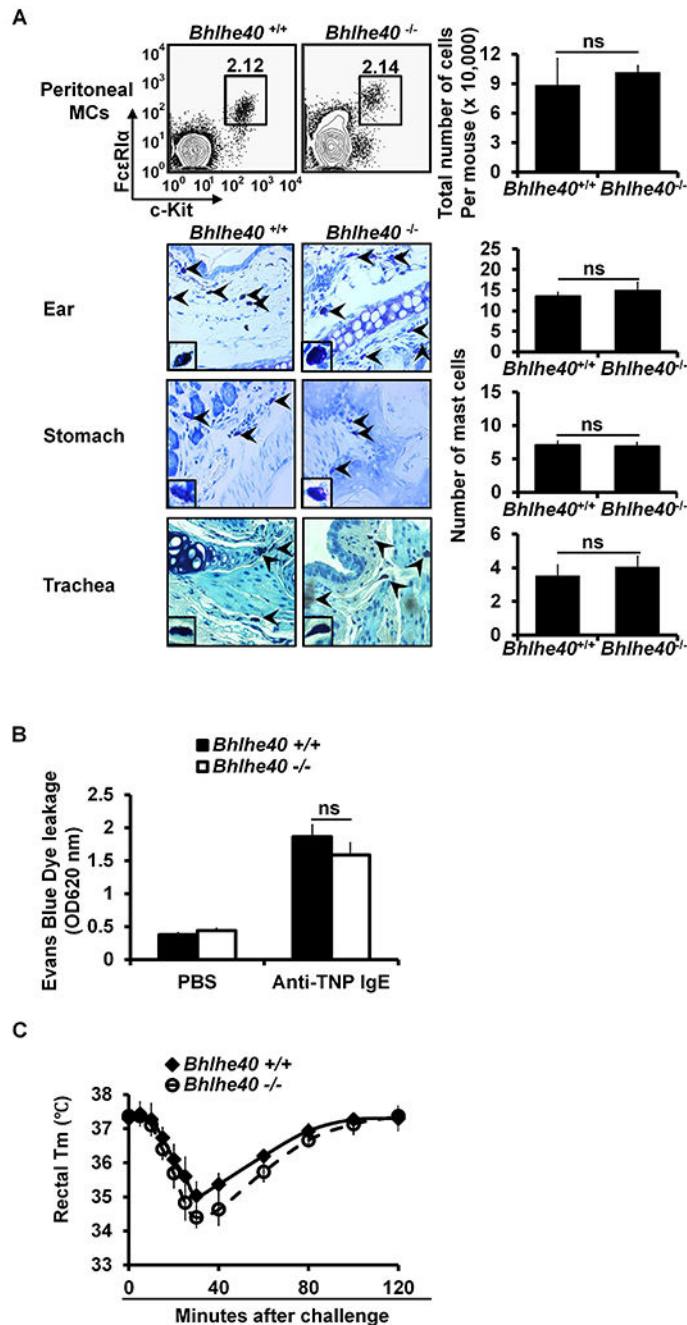 A
Bhlhe40 +/+ Bhlhe40 -/-
Peritoneal MCs
FcεRIα
10⁴
10³
10²
10¹
10⁰
2.12
2.14
10⁰ 10¹ 10² 10³ 10⁴ 10⁰ 10¹ 10² 10³ 10⁴
c-Kit
Total number of cells
Per mouse (x 10,000)
12
9
6
3
0
ns
Bhlhe40+/+ Bhlhe40-/-
Bhlhe40 +/+ Bhlhe40 -/-
Ear
Stomach
Trachea
Number of mast cells
25
20
15
10
5
0
ns
Bhlhe40+/+ Bhlhe40-/-
15
10
5
0
ns
Bhlhe40+/+ Bhlhe40-/-
6
4
2
0
ns
Bhlhe40+/+ Bhlhe40-/-
B
Bhlhe40 +/+
Bhlhe40 -/-
Evans Blue Dye leakage
(OD620 nm)
2.5
2
1.5
1
0.5
0
ns
PBS Anti-TNP IgE
C
Bhlhe40 +/+
Bhlhe40 -/-
Rectal Tm (℃)
38
37
36
35
34
33
0 40 80 120
Minutes after challenge